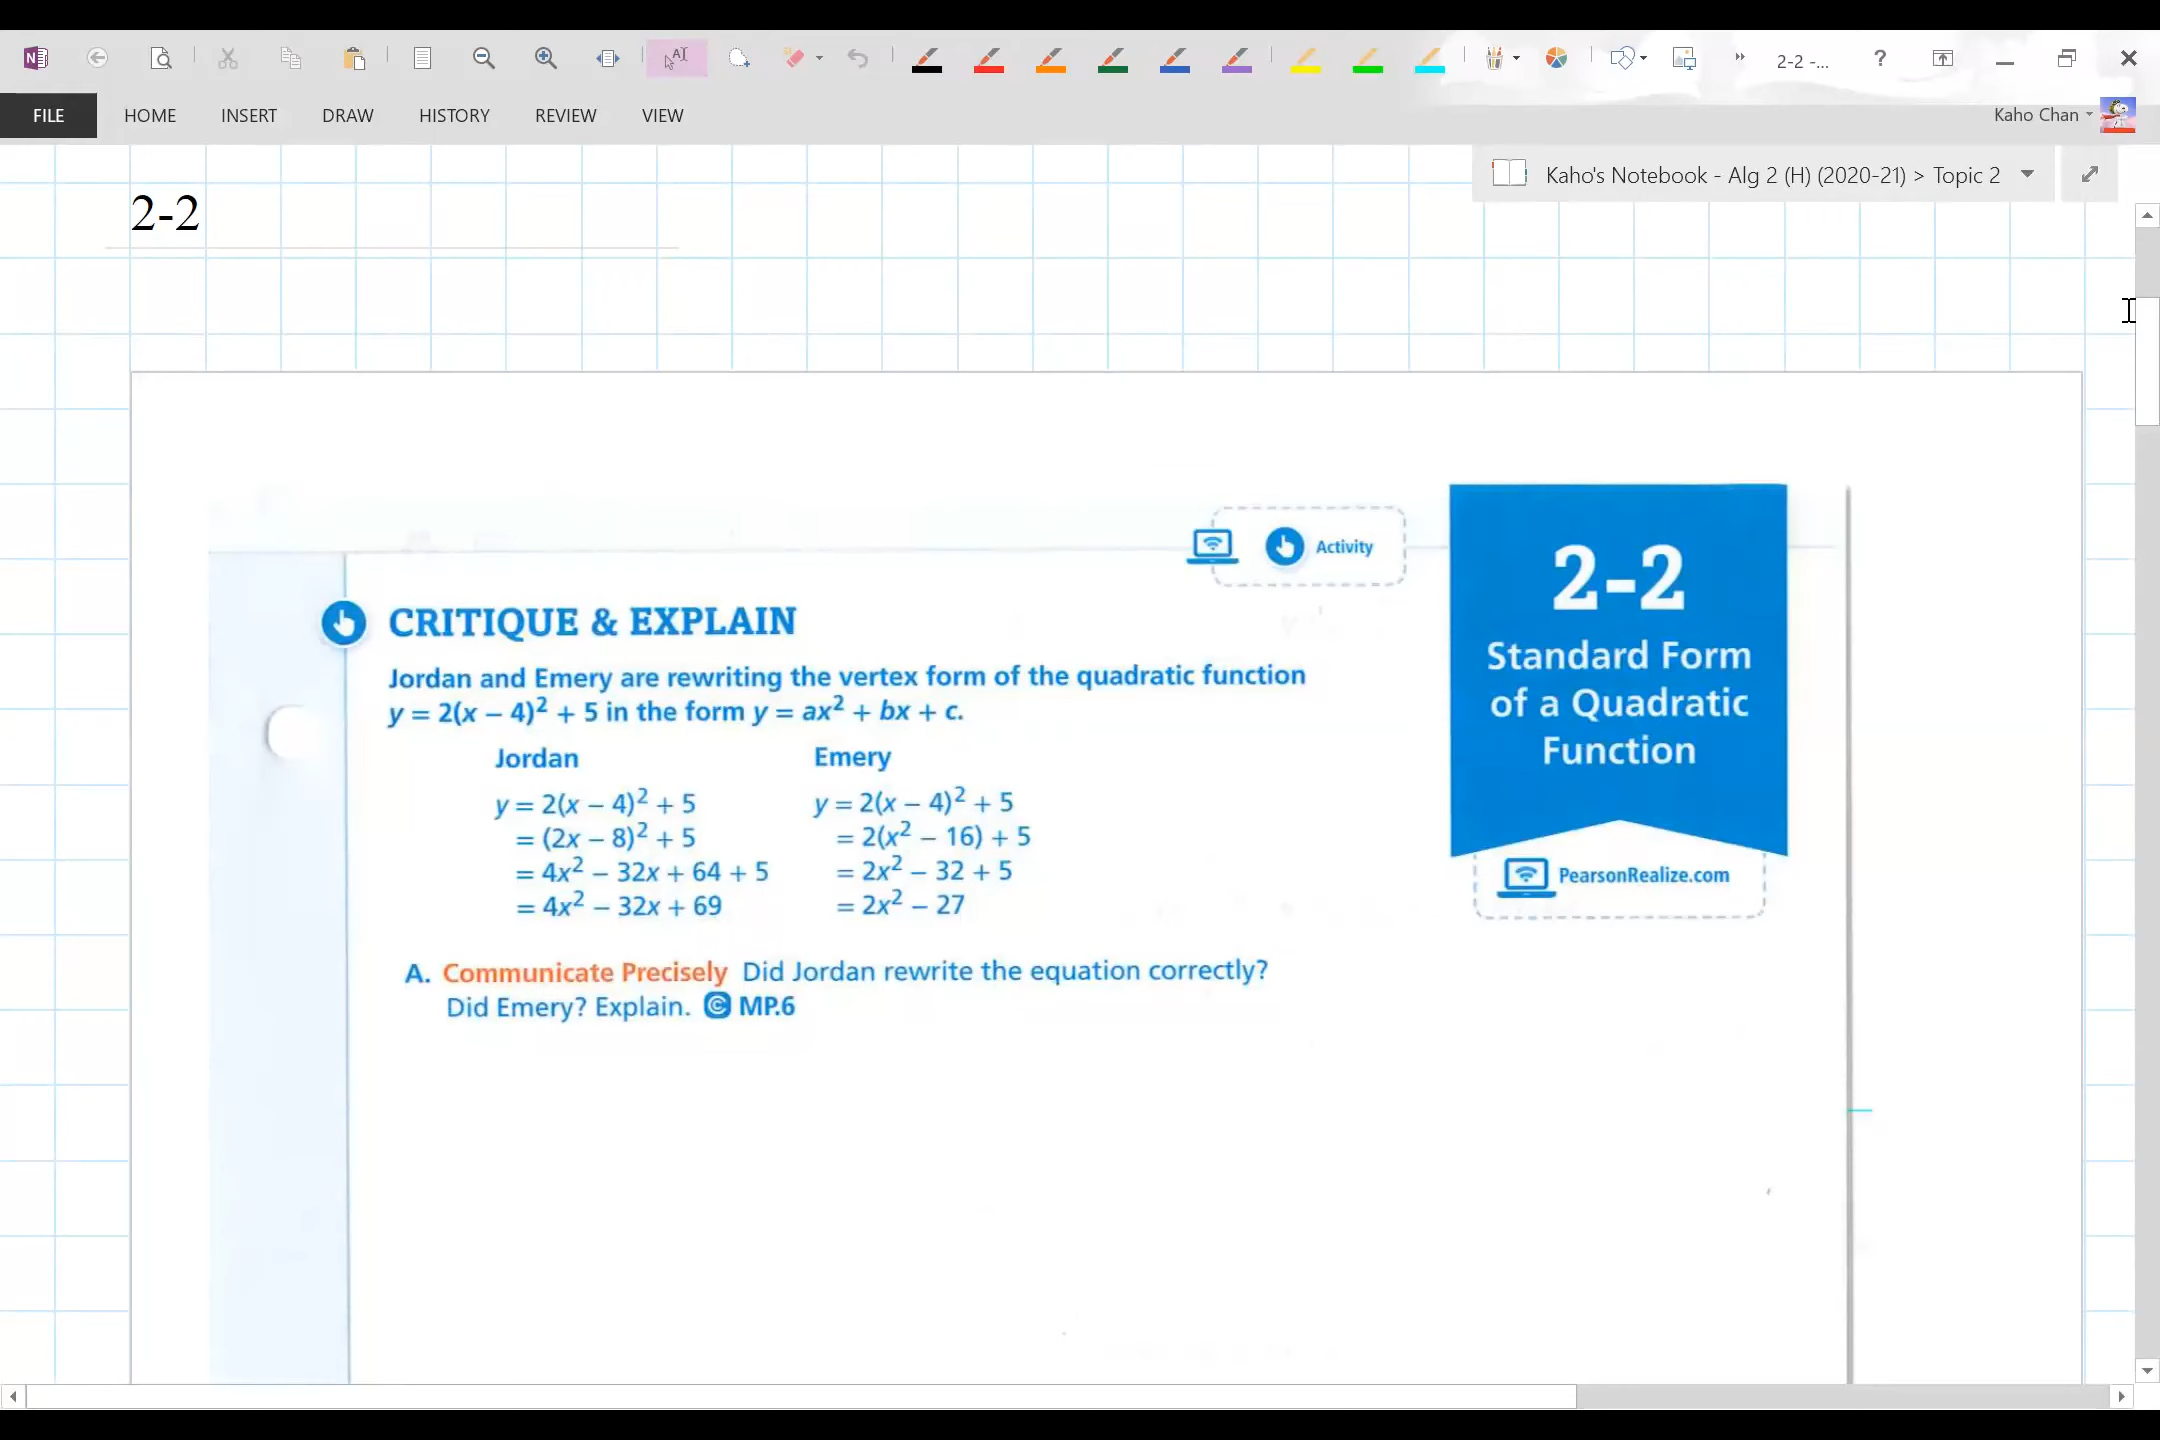 2-2 -...
?
FILE
HOME
INSERT
DRAW
HISTORY
REVIEW
VIEW
Kaho Chan
Kaho's Notebook - Alg 2 (H) (2020-21) > Topic 2
2-2
Activity
2-2
Standard Form
of a Quadratic
Function
PearsonRealize.com
CRITIQUE & EXPLAIN
Jordan and Emery are rewriting the vertex form of the quadratic function
y = 2(x − 4)² + 5 in the form y = ax² + bx + c.
Jordan
y = 2(x − 4)² + 5
= (2x − 8)² + 5
= 4x² − 32x + 64 + 5
= 4x² − 32x + 69
Emery
y = 2(x − 4)² + 5
= 2(x² − 16) + 5
= 2x² − 32 + 5
= 2x² − 27
A. Communicate Precisely Did Jordan rewrite the equation correctly?
Did Emery? Explain. © MP.6